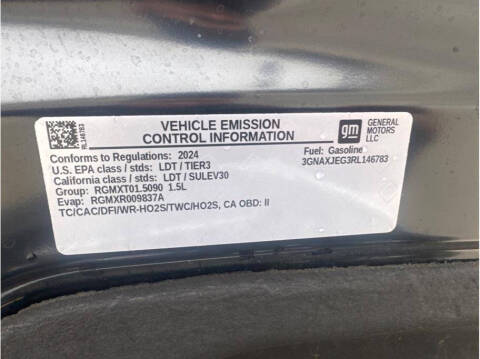 RL146783
VEHICLE EMISSION
CONTROL INFORMATION
gm
GENERAL
MOTORS
LLC
Conforms to Regulations: 2024
Fuel: Gasoline
U.S. EPA class / stds: LDT / TIER3
3GNAXJEG3RL146783
California class / stds: LDT / SULEV30
Group: RGMXT01.5090 1.5L
Evap: RGMXR009837A
TC/CAC/DFI/WR-HO2S/TWC/HO2S, CA OBD: II